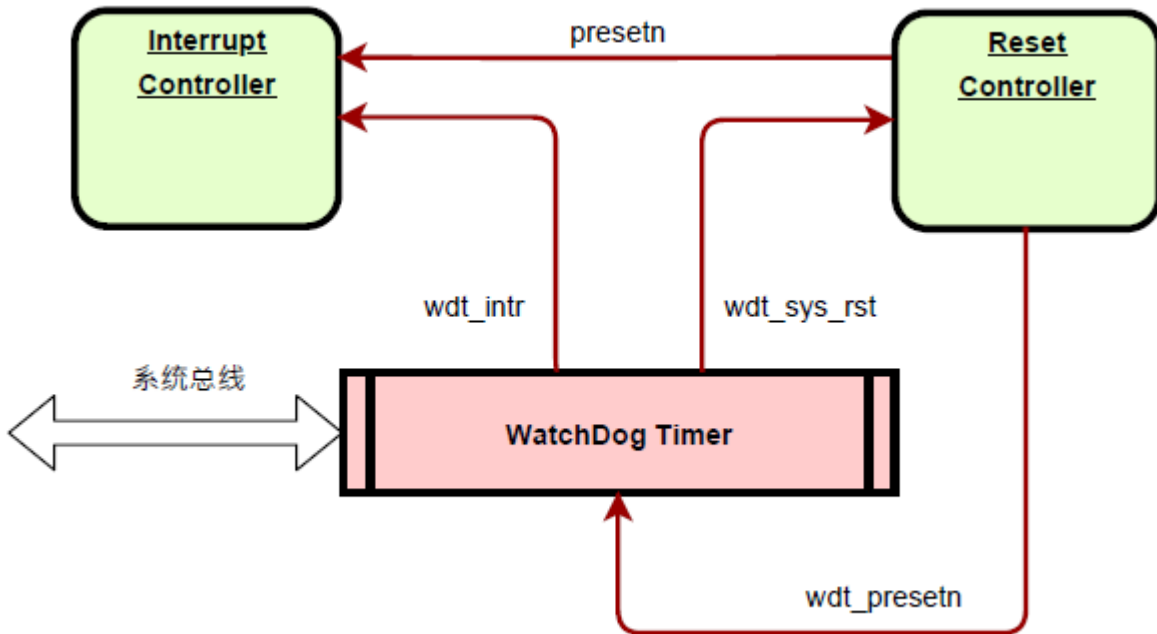 Interrupt
Controller
presetn
Reset
Controller
wdt_intr
wdt_sys_rst
系统总线
WatchDog Timer
wdt_presetn